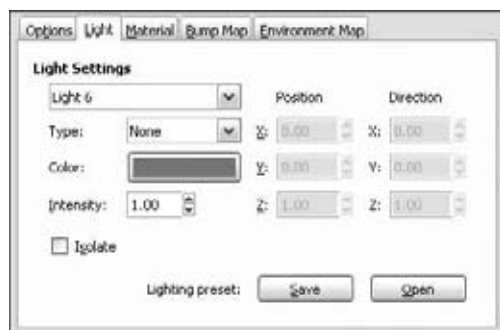 Options Light Material Bump Map Environment Map
Light Settings
Light 6 Position Direction
Type: None X: 0.00 X: 0.00
Color: Y: 0.00 Y: 0.00
Intensity: 1.00 Z: 1.00 Z: 1.00
Isolate
Lighting preset: Save Open